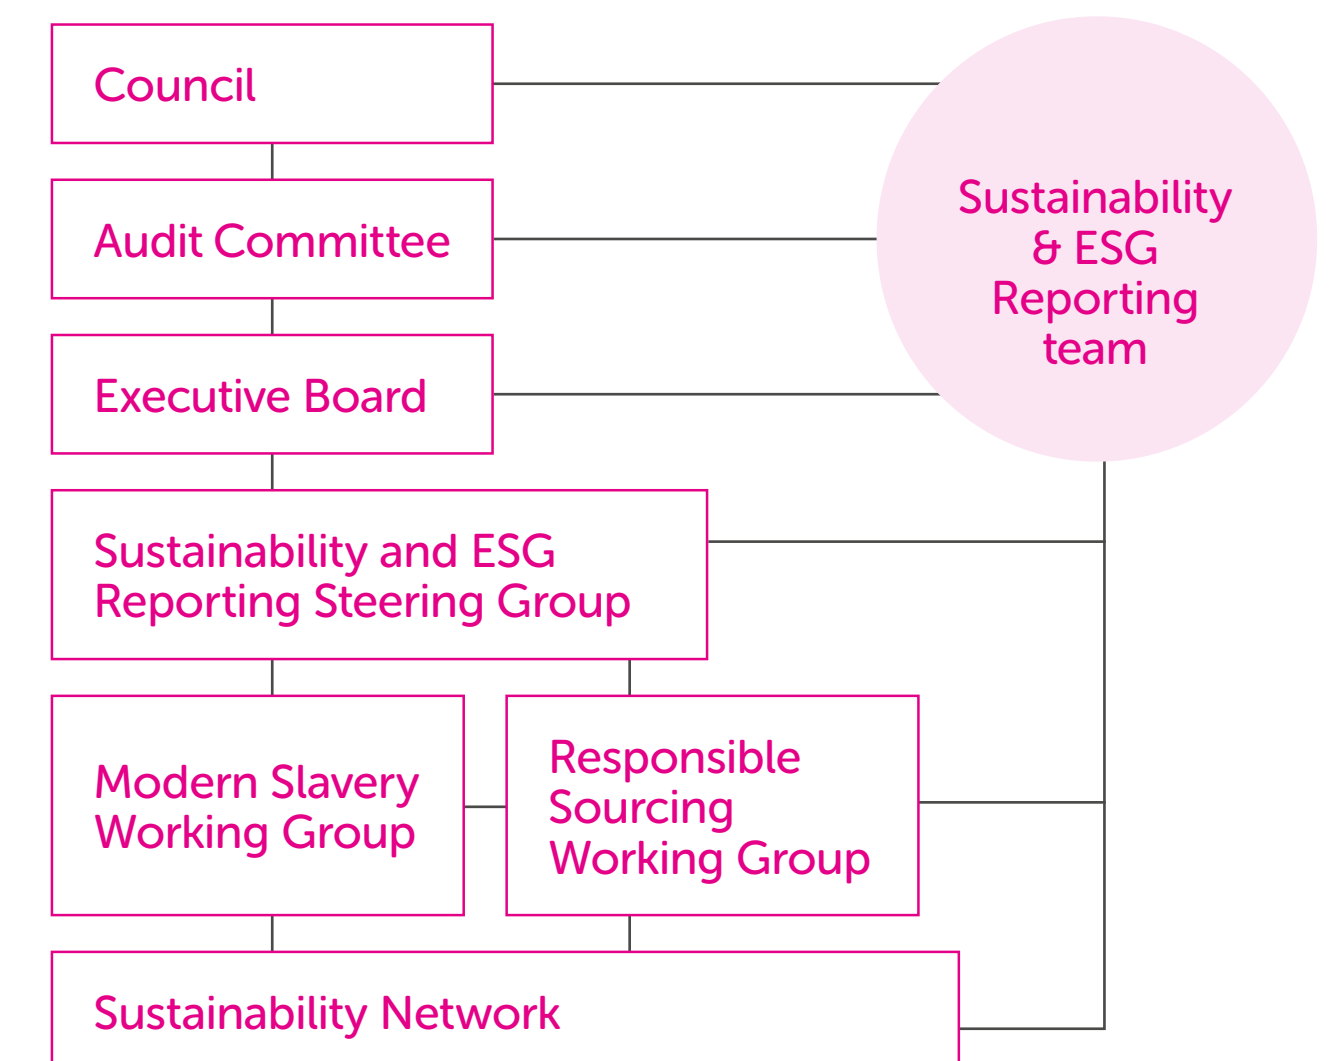 Council
Audit Committee
Executive Board
Sustainability
& ESG
Reporting
team
Sustainability and ESG
Reporting Steering Group
Modern Slavery
Working Group
Responsible
Sourcing
Working Group
Sustainability Network